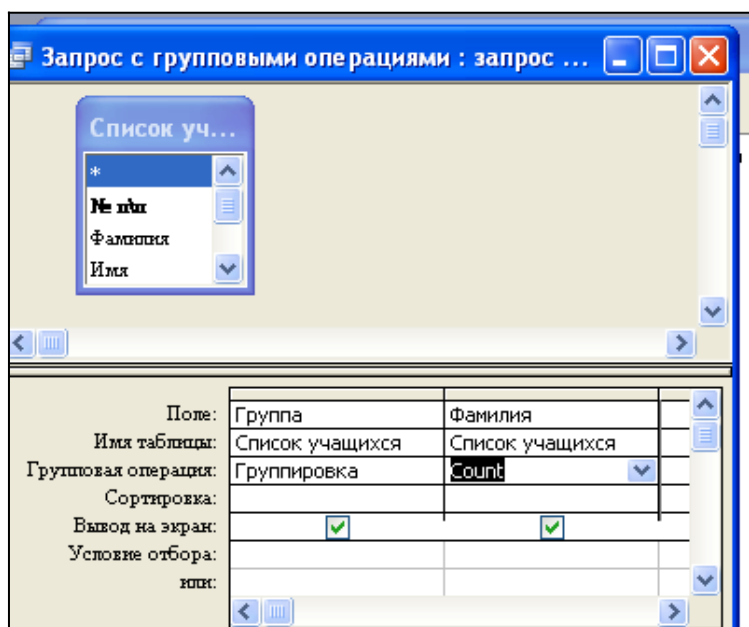 Запрос с групповыми операциями : запрос ...
Список уч...
*
№ п\п
Фамилия
Имя
Поле: Группа Фамилия
Имя таблицы: Список учащихся Список учащихся
Групповая операция: Группировка Count
Сортировка:
Вывод на экран:
Условие отбора:
или: